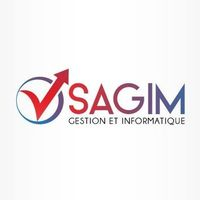 SAGIM
GESTION ET INFORMATIQUE